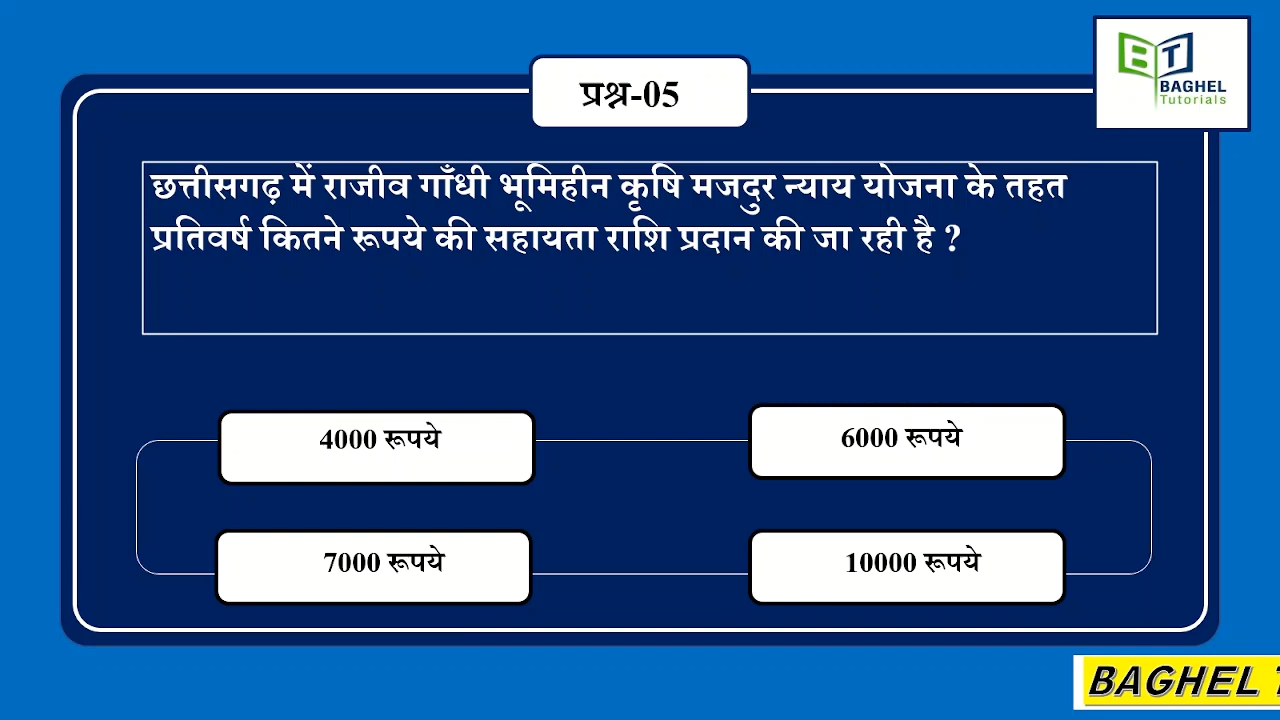 BT
BAGHEL
Tutorials
प्रश्न-05
छत्तीसगढ़ में राजीव गाँधी भूमिहीन कृषि मजदुर न्याय योजना के तहत
प्रतिवर्ष कितने रूपये की सहायता राशि प्रदान की जा रही है ?
4000 रूपये
6000 रूपये
7000 रूपये
10000 रूपये
BAGHEL